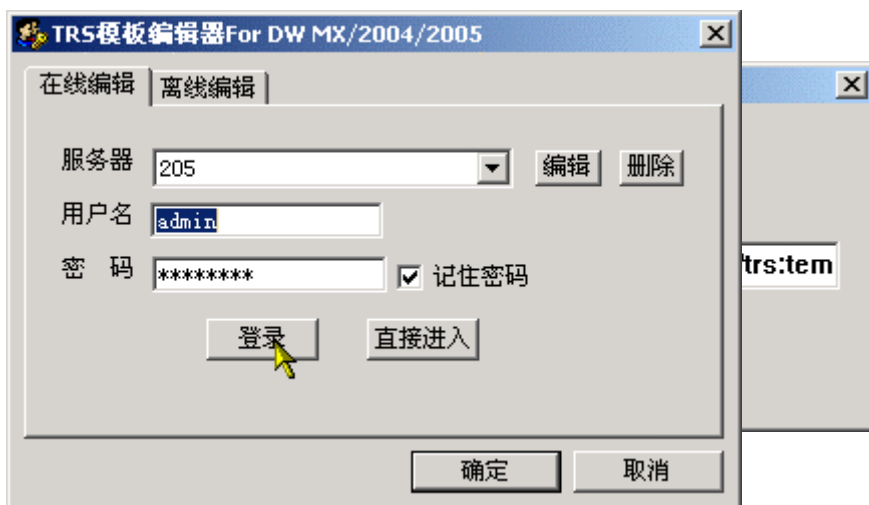 TRS模板编辑器For DW MX/2004/2005
在线编辑 离线编辑
服务器 205 编辑 删除
用户名 admin
密 码 ******** 记住密码
trs:tem
登录 直接进入
确定 取消